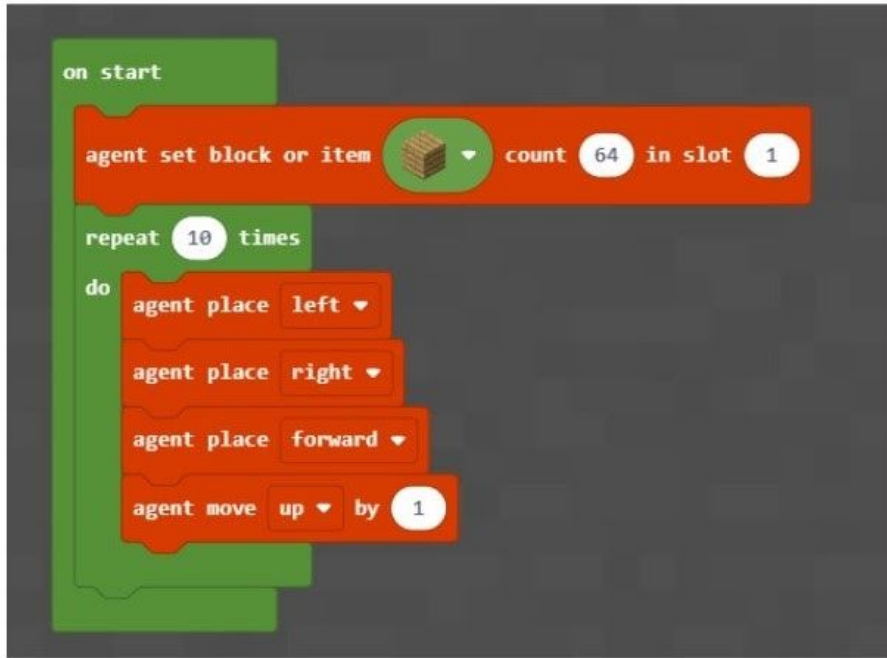 on start
agent set block or item count 64 in slot 1
repeat 10 times
do
agent place left
agent place right
agent place forward
agent move up by 1